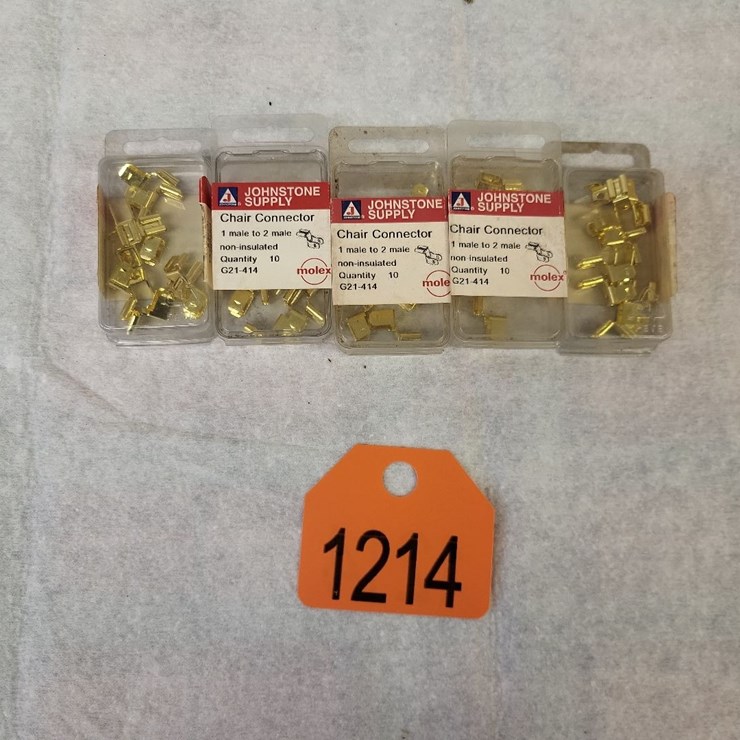 JOHNSTONE
SUPPLY
Chair Connector
1 male to 2 male
non-insulated
Quantity 10
G21-414
molex
JOHNSTONE
SUPPLY
Chair Connector
1 male to 2 male
non-insulated
Quantity 10
G21-414
mole
JOHNSTONE
SUPPLY
Chair Connector
1 male to 2 male
non-insulated
Quantity 10
G21-414
molex
1214